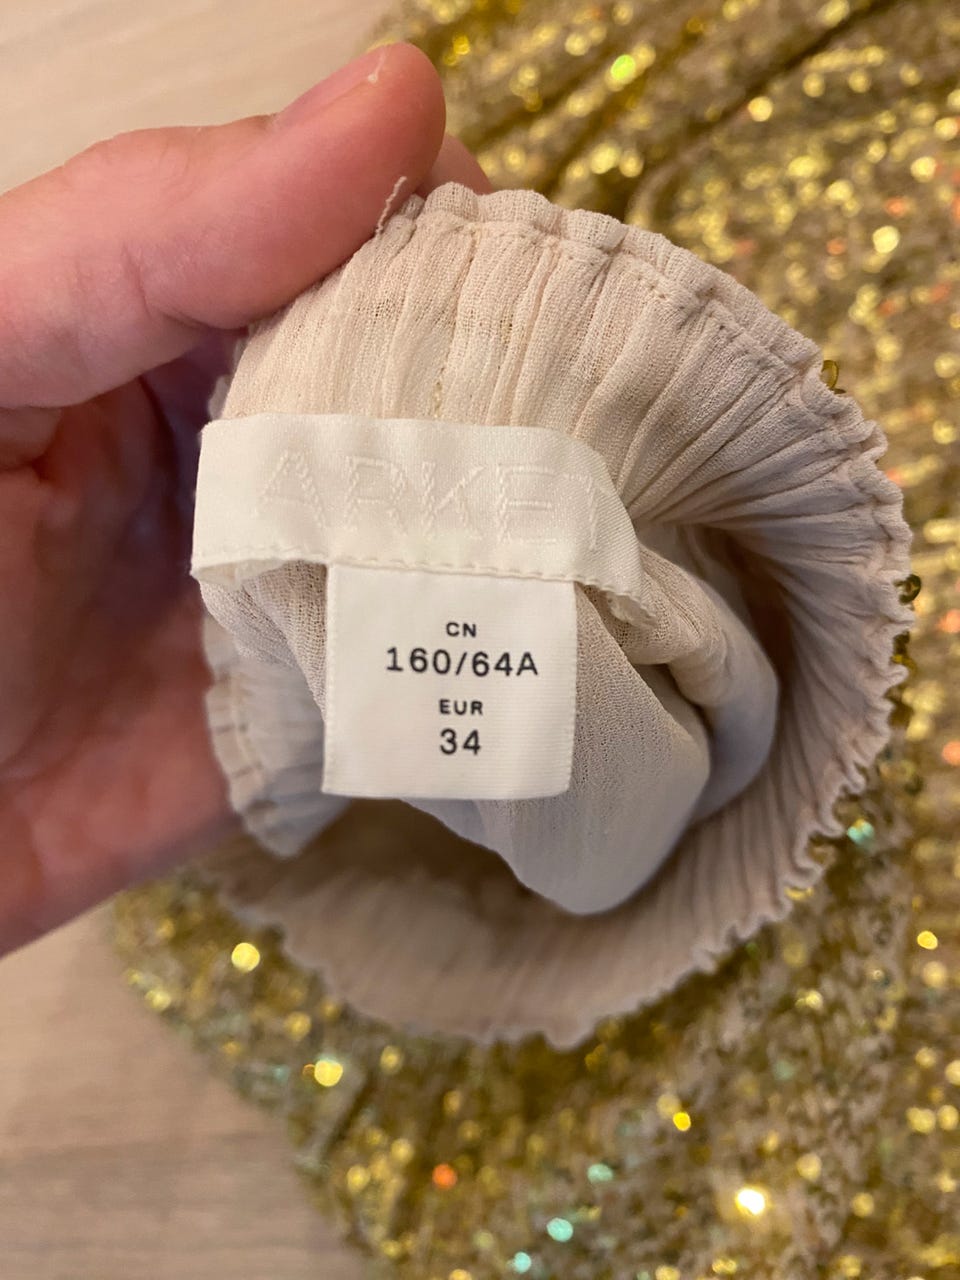 ARKET
CN
160/64A
EUR
34